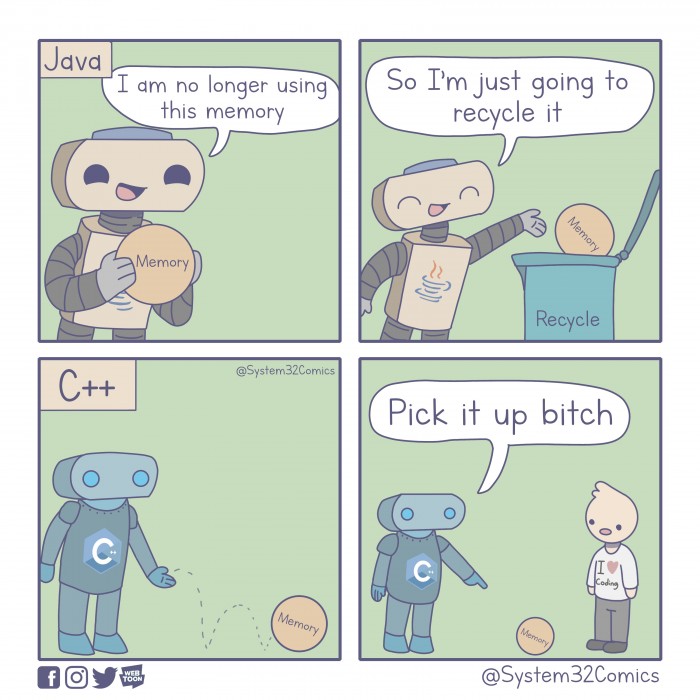 Java
I am no longer using
this memory
Memory
So I'm just going to
recycle it
Memory
Recycle
C++
@System32Comics
C++
Memory
Pick it up bitch
C++
I ♥
Coding
Memory
WEB
TOON
@System32Comics